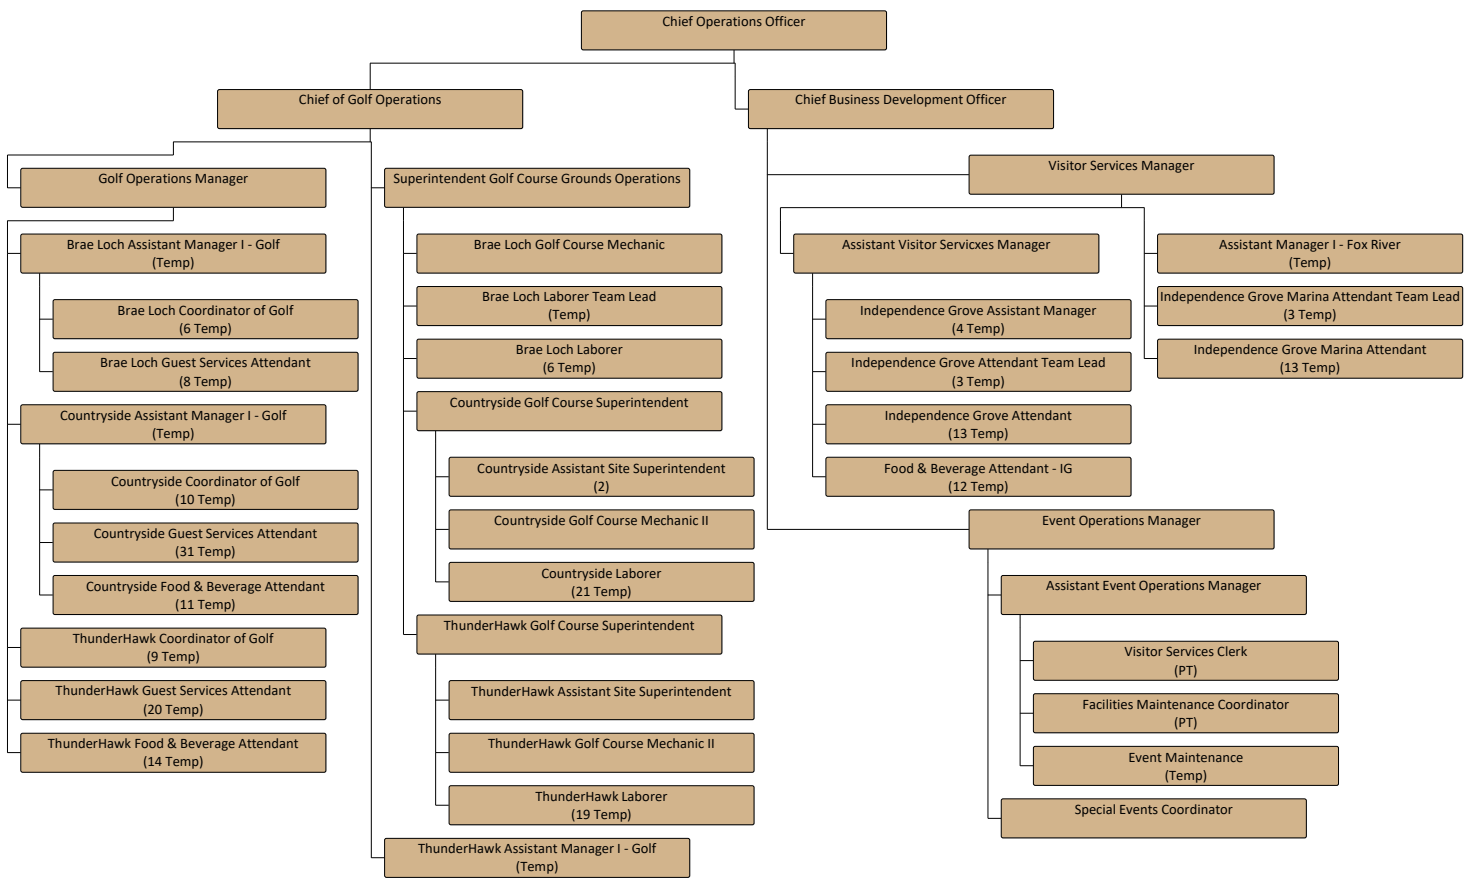 Chief Operations Officer
Chief of Golf Operations
Chief Business Development Officer
Golf Operations Manager
Brae Loch Assistant Manager I - Golf
(Temp)
Brae Loch Coordinator of Golf
(6 Temp)
Brae Loch Guest Services Attendant
(8 Temp)
Countryside Assistant Manager I - Golf
(Temp)
Countryside Coordinator of Golf
(10 Temp)
Countryside Guest Services Attendant
(31 Temp)
Countryside Food & Beverage Attendant
(11 Temp)
ThunderHawk Coordinator of Golf
(9 Temp)
ThunderHawk Guest Services Attendant
(20 Temp)
ThunderHawk Food & Beverage Attendant
(14 Temp)
Superintendent Golf Course Grounds Operations
Brae Loch Golf Course Mechanic
Brae Loch Laborer Team Lead
(Temp)
Brae Loch Laborer
(6 Temp)
Countryside Golf Course Superintendent
Countryside Assistant Site Superintendent
(2)
Countryside Golf Course Mechanic II
Countryside Laborer
(21 Temp)
ThunderHawk Golf Course Superintendent
ThunderHawk Assistant Site Superintendent
ThunderHawk Golf Course Mechanic II
ThunderHawk Laborer
(19 Temp)
ThunderHawk Assistant Manager I - Golf
(Temp)
Visitor Services Manager
Assistant Visitor Servicxes Manager
Independence Grove Assistant Manager
(4 Temp)
Independence Grove Attendant Team Lead
(3 Temp)
Independence Grove Attendant
(13 Temp)
Food & Beverage Attendant - IG
(12 Temp)
Assistant Manager I - Fox River
(Temp)
Independence Grove Marina Attendant Team Lead
(3 Temp)
Independence Grove Marina Attendant
(13 Temp)
Event Operations Manager
Assistant Event Operations Manager
Visitor Services Clerk
(PT)
Facilities Maintenance Coordinator
(PT)
Event Maintenance
(Temp)
Special Events Coordinator